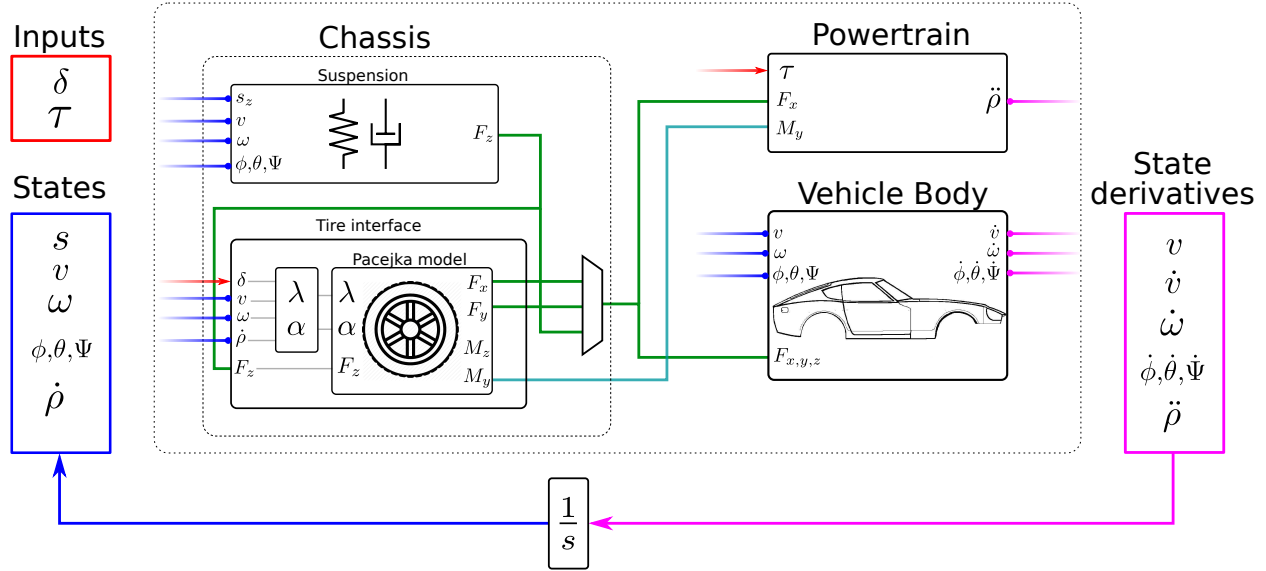 Inputs
δ
τ
States
s
v
ω
ϕ,θ,Ψ
ρ̇
Chassis
Suspension
s_z
v
ω
ϕ,θ,Ψ
F_z
Tire interface
δ
v
ω
ρ̇
F_z
λ
α
Pacejka model
λ
α
F_z
F_x
F_y
M_z
M_y
Powertrain
τ
F_x
M_y
ρ̈
Vehicle Body
v
ω
ϕ,θ,Ψ
F_{x,y,z}
v̇
ω̇
ϕ̇,θ̇,Ψ̇
State
derivatives
v
v̇
ω̇
ϕ̇,θ̇,Ψ̇
ρ̈
1
s